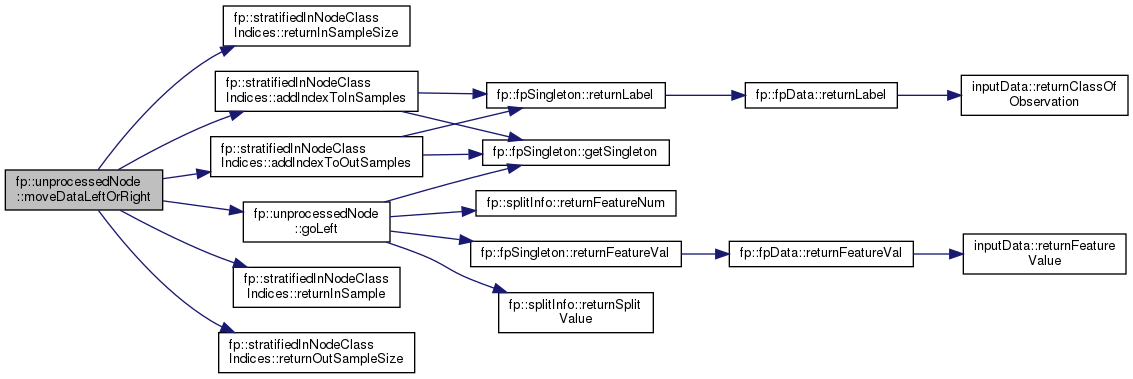 fp::unprocessedNode
::moveDataLeftOrRight
fp::stratifiedInNodeClass
Indices::returnInSampleSize
fp::stratifiedInNodeClass
Indices::addIndexToInSamples
fp::stratifiedInNodeClass
Indices::addIndexToOutSamples
fp::unprocessedNode
::goLeft
fp::stratifiedInNodeClass
Indices::returnInSample
fp::stratifiedInNodeClass
Indices::returnOutSampleSize
fp::fpSingleton::returnLabel
fp::fpSingleton::getSingleton
fp::splitInfo::returnFeatureNum
fp::fpSingleton::returnFeatureVal
fp::splitInfo::returnSplit
Value
fp::fpData::returnLabel
fp::fpData::returnFeatureVal
inputData::returnClassOf
Observation
inputData::returnFeature
Value